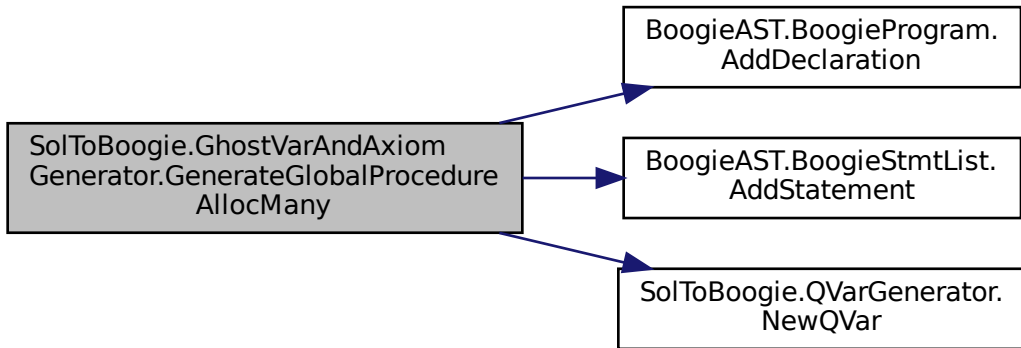 BoogieAST.BoogieProgram.
AddDeclaration
SolToBoogie.GhostVarAndAxiom
Generator.GenerateGlobalProcedure
AllocMany
BoogieAST.BoogieStmtList.
AddStatement
SolToBoogie.QVarGenerator.
NewQVar